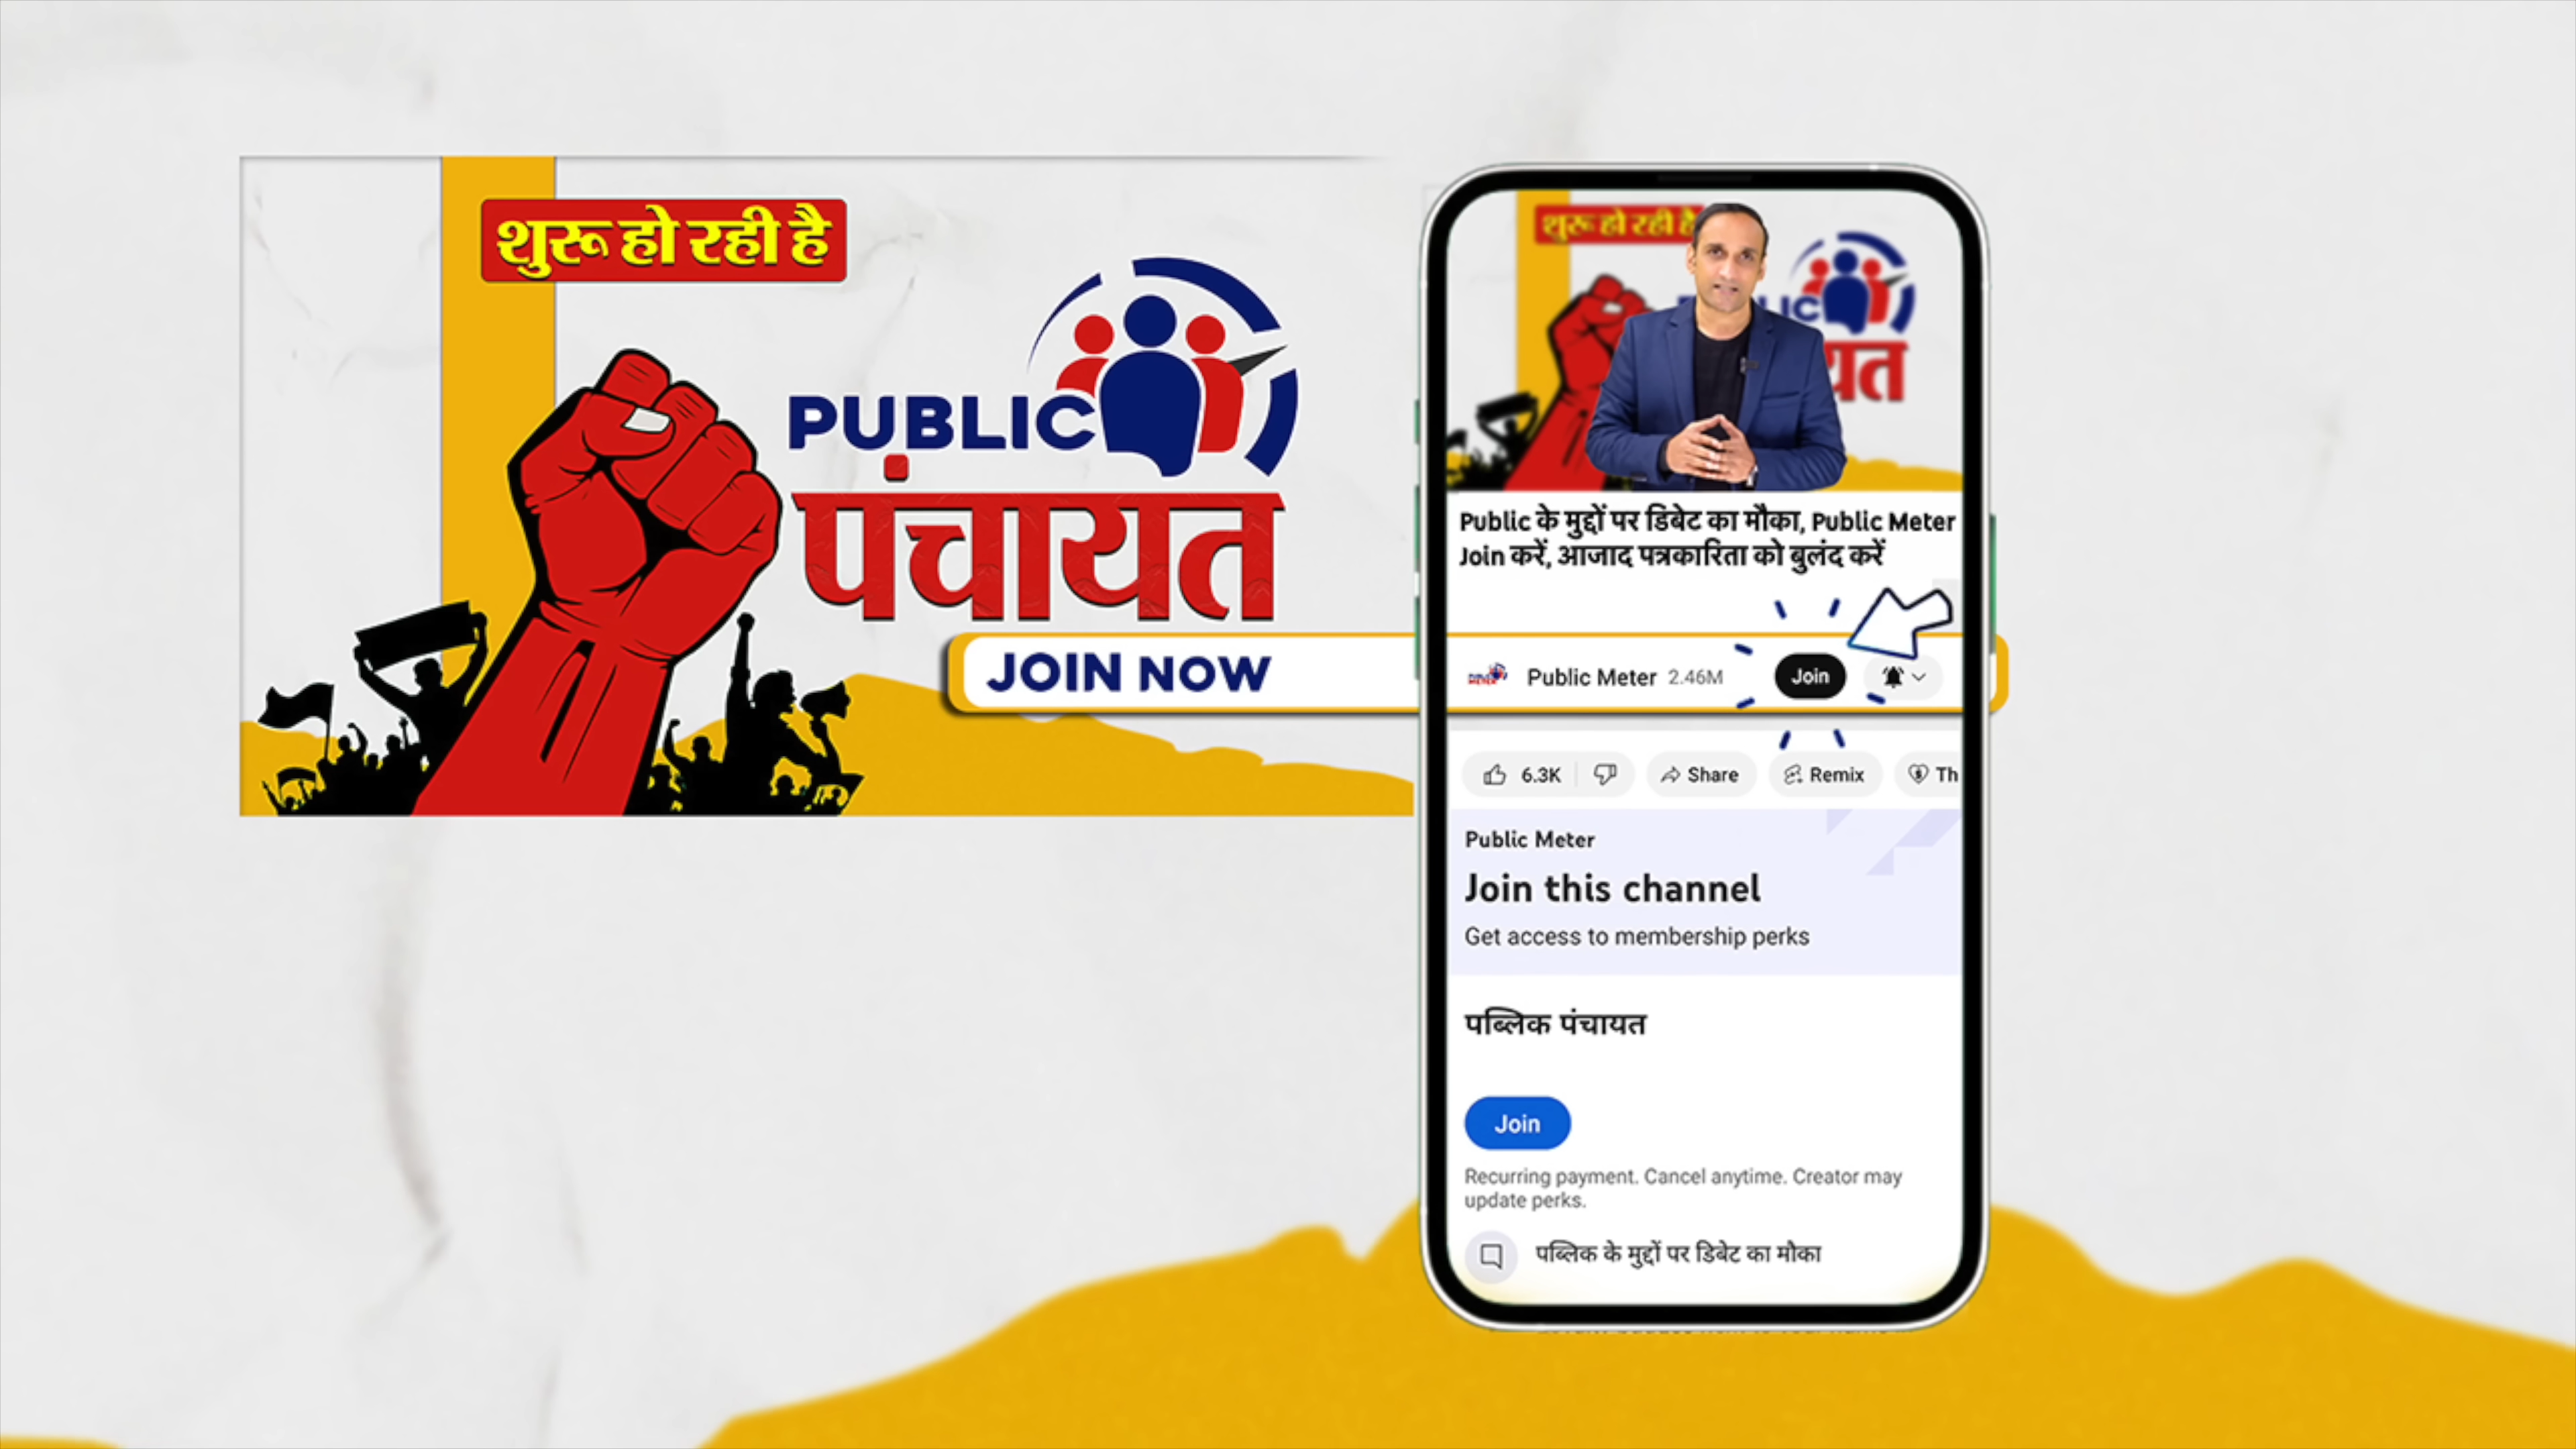 शुरू हो रही है
PUBLIC
पंचायत
JOIN NOW
शुरू हो रही है
Public के मुद्दों पर डिबेट का मौका, Public Meter
Join करें, आजाद पत्रकारिता को बुलंद करें
Public Meter 2.46M Join
6.3K Share Remix Th
Public Meter
Join this channel
Get access to membership perks
पब्लिक पंचायत
Join
Recurring payment. Cancel anytime. Creator may
update perks.
पब्लिक के मुद्दों पर डिबेट का मौका